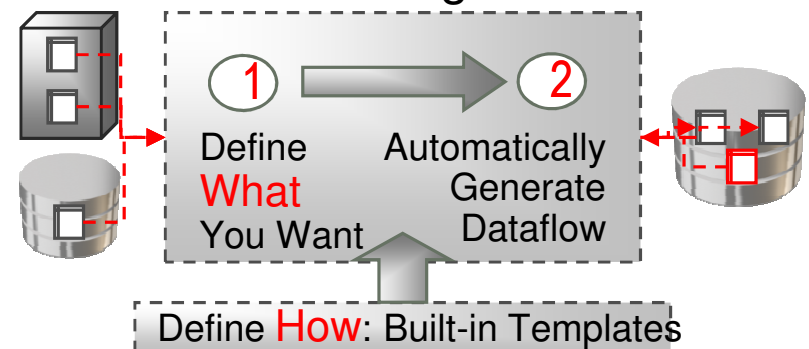 1
2
Define
What
You Want
Automatically
Generate
Dataflow
Define How: Built-in Templates